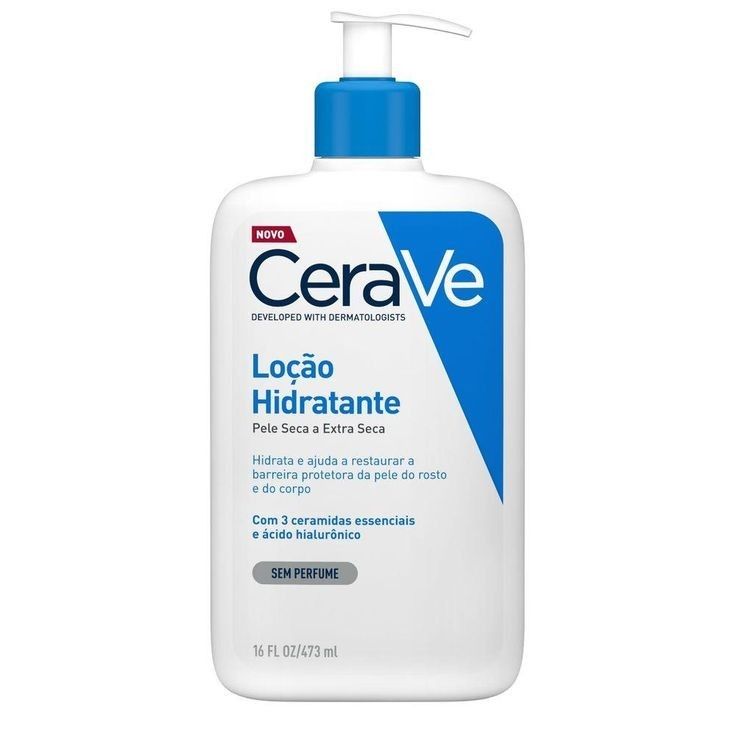 NOVO
CeraVe
DEVELOPED WITH DERMATOLOGISTS
Loção
Hidratante
Pele Seca a Extra Seca
Hidrata e ajuda a restaurar a
barreira protetora da pele do rosto
e do corpo
Com 3 ceramidas essenciais
e ácido hialurônico
SEM PERFUME
16 FL OZ/473 ml